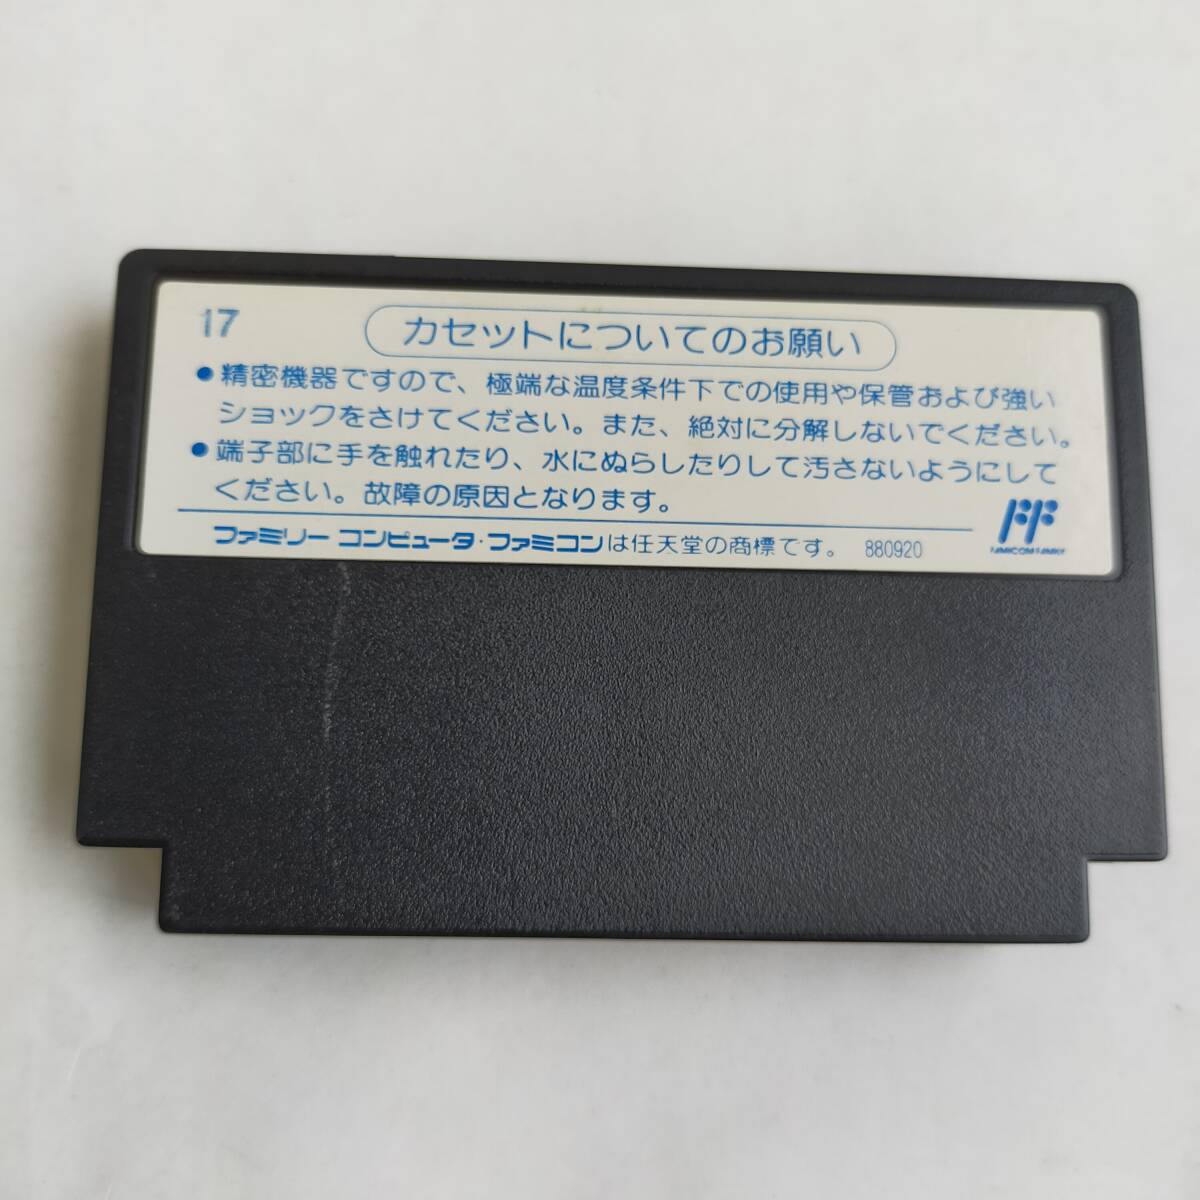 17
カセットについてのお願い
●精密機器ですので、極端な温度条件下での使用や保管および強い
ショックをさけてください。また、絶対に分解しないでください。
●端子部に手を触れたり、水にぬらしたりして汚さないようにして
ください。故障の原因となります。
ファミリー コンピュータ・ファミコンは任天堂の商標です。 880920
FF
FAMICOM FAMILY